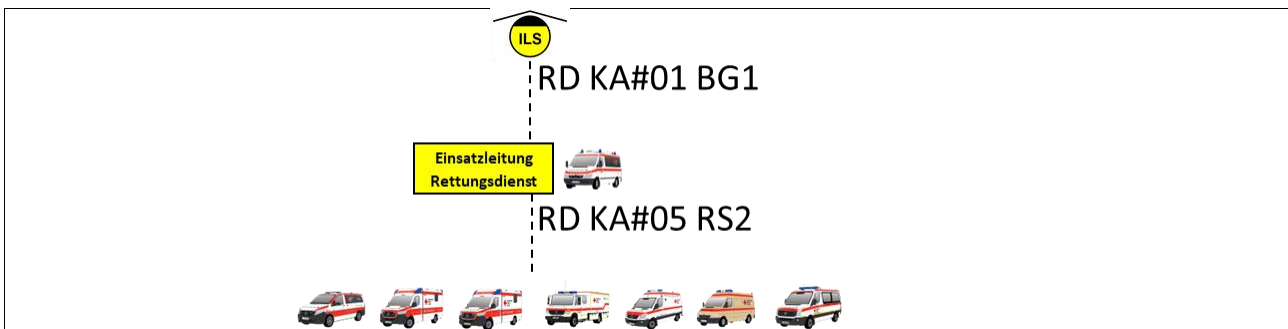 ILS
RD KA#01 BG1
Einsatzleitung
Rettungsdienst
RD KA#05 RS2